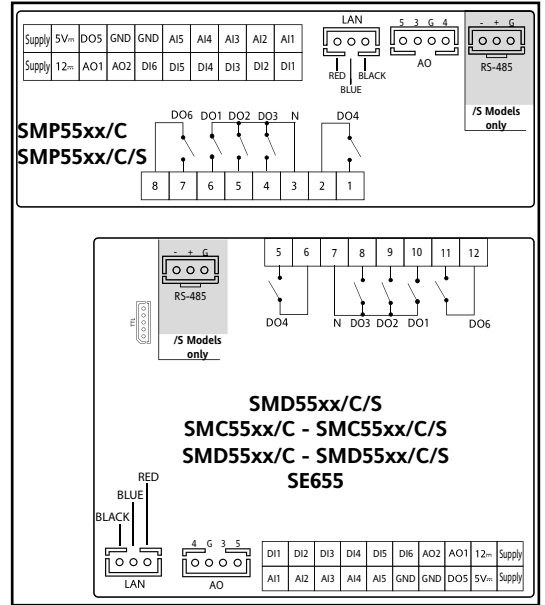 LAN
5 3 G 4
- + G
Supply 5V⎓ DO5 GND GND AI5 AI4 AI3 AI2 AI1
Supply 12⎓ AO1 AO2 DI6 DI5 DI4 DI3 DI2 DI1
RED BLACK
BLUE
AO
RS-485
/S Models
only
DO6 DO1 DO2 DO3 N DO4
SMP55xx/C
SMP55xx/C/S
8 7 6 5 4 3 2 1
- + G
RS-485
TTL
/S Models
only
5 6 7 8 9 10 11 12
DO4 N DO3 DO2 DO1 DO6
SMD55xx/C/S
SMC55xx/C - SMC55xx/C/S
SMD55xx/C - SMD55xx/C/S
SE655
RED
BLUE
BLACK
LAN
4 G 3 5
AO
DI1 DI2 DI3 DI4 DI5 DI6 AO2 AO1 12⎓ Supply
AI1 AI2 AI3 AI4 AI5 GND GND DO5 5V⎓ Supply